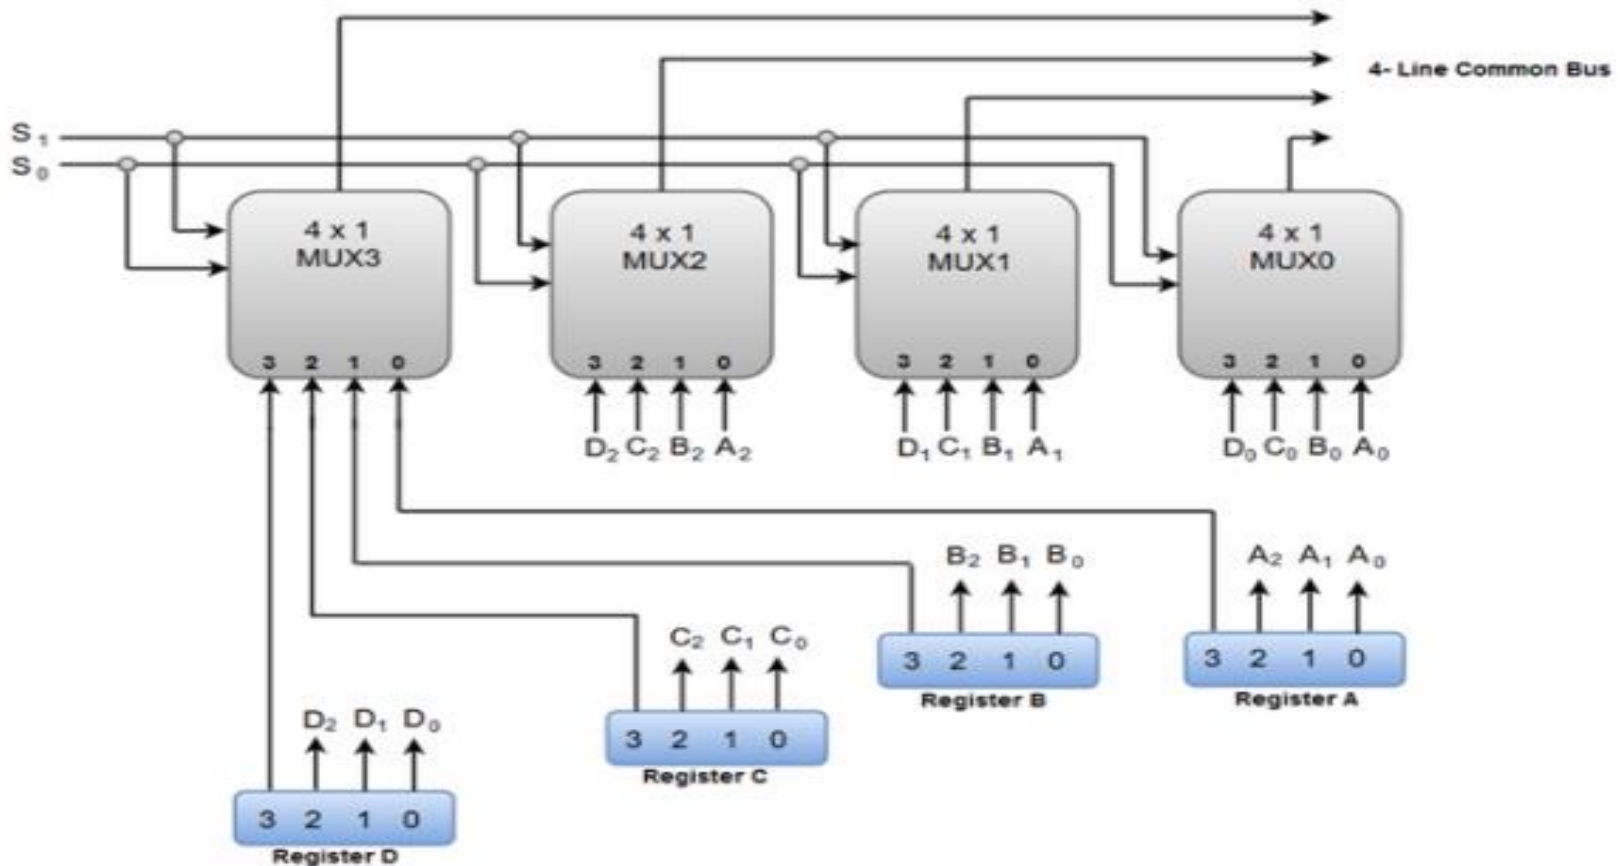 4- Line Common Bus
S₁
S₀
4 x 1
MUX3
4 x 1
MUX2
4 x 1
MUX1
4 x 1
MUX0
3 2 1 0
3 2 1 0
3 2 1 0
3 2 1 0
D₂ C₂ B₂ A₂
D₁ C₁ B₁ A₁
D₀ C₀ B₀ A₀
B₂ B₁ B₀
A₂ A₁ A₀
3 2 1 0
Register B
3 2 1 0
Register A
C₂ C₁ C₀
3 2 1 0
Register C
D₂ D₁ D₀
3 2 1 0
Register D